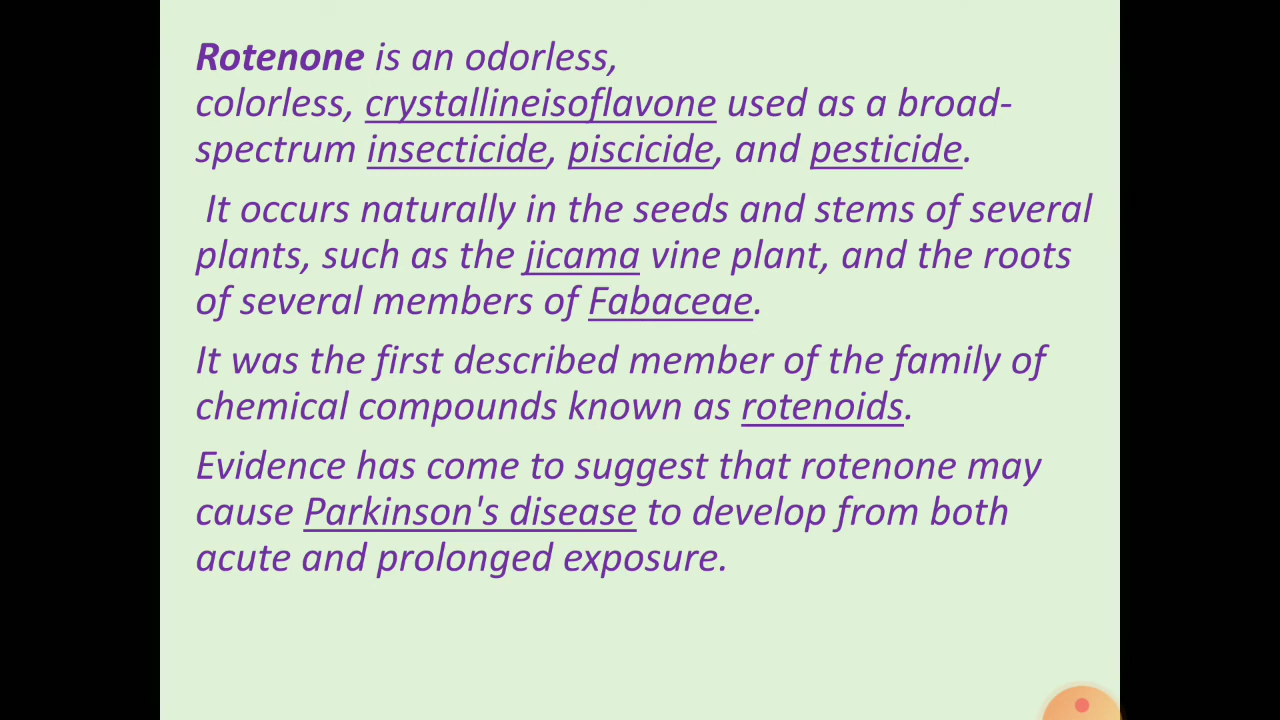 Rotenone is an odorless,
colorless, crystallineisoflavone used as a broad-
spectrum insecticide, piscicide, and pesticide.
It occurs naturally in the seeds and stems of several
plants, such as the jicama vine plant, and the roots
of several members of Fabaceae.
It was the first described member of the family of
chemical compounds known as rotenoids.
Evidence has come to suggest that rotenone may
cause Parkinson's disease to develop from both
acute and prolonged exposure.